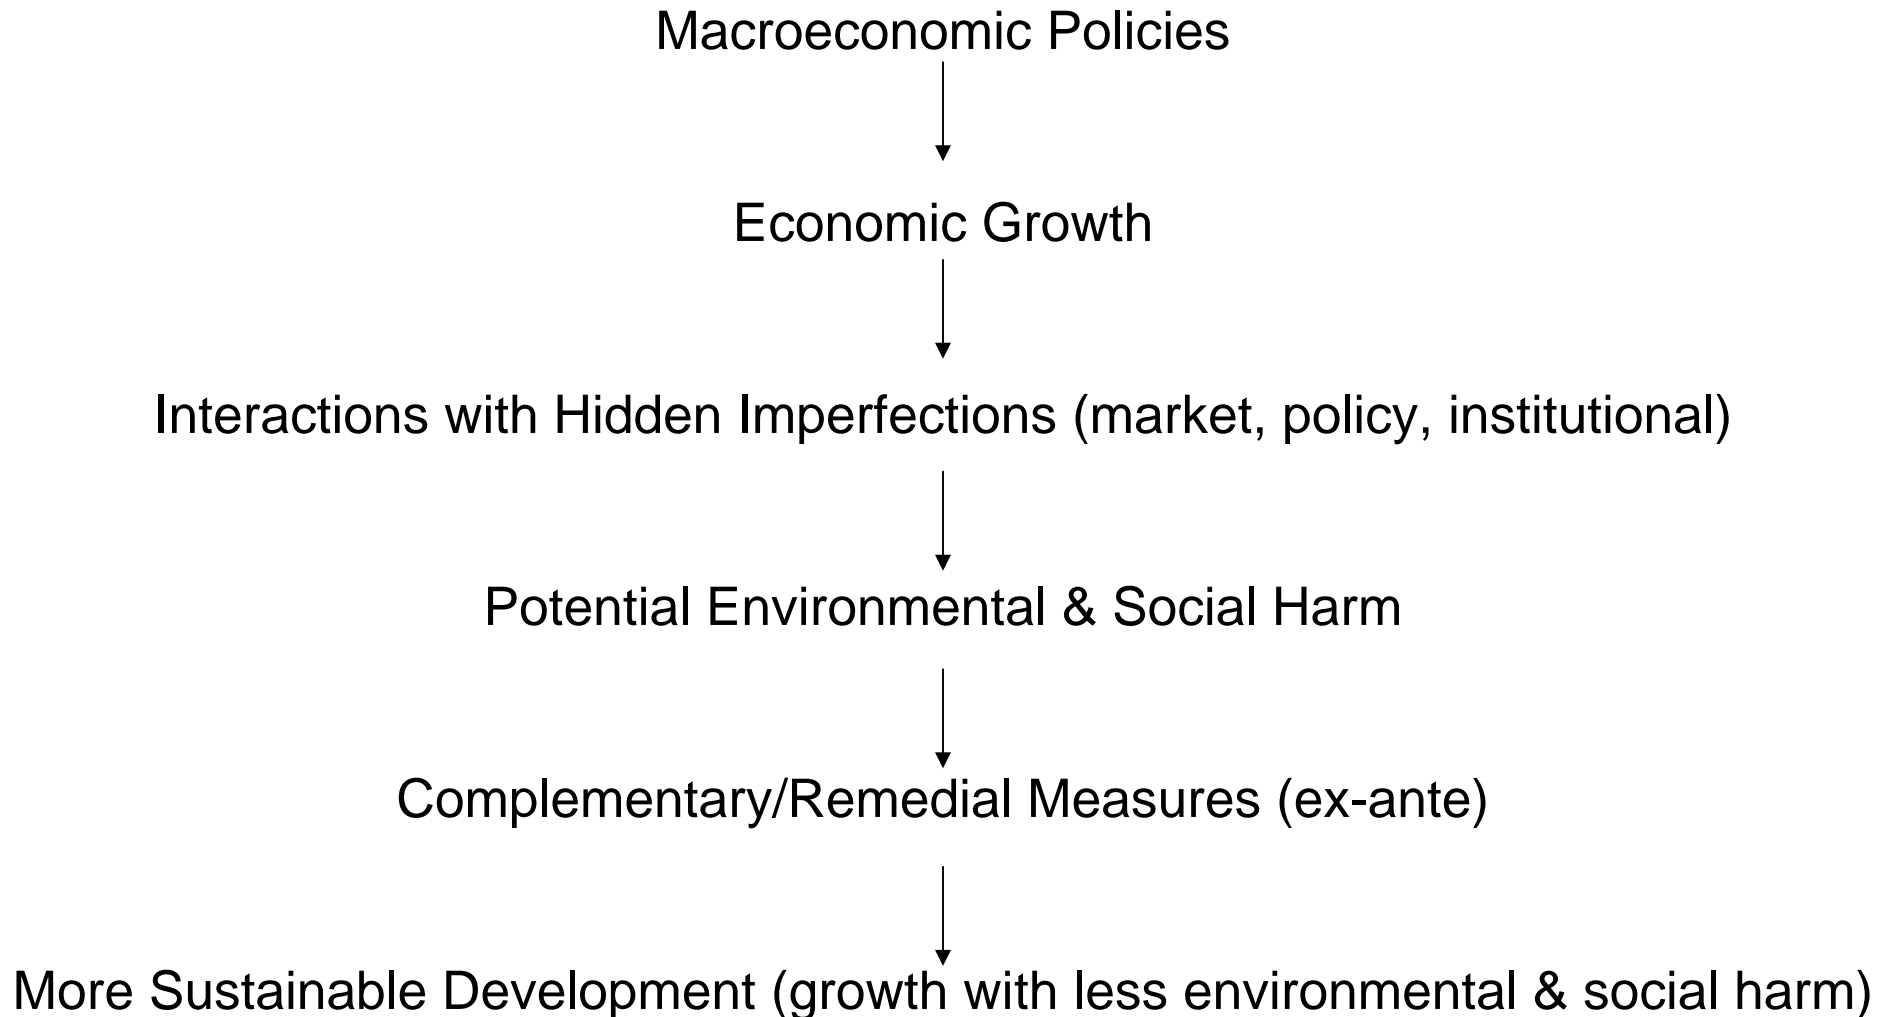 Macroeconomic Policies
Economic Growth
Interactions with Hidden Imperfections (market, policy, institutional)
Potential Environmental & Social Harm
Complementary/Remedial Measures (ex-ante)
More Sustainable Development (growth with less environmental & social harm)